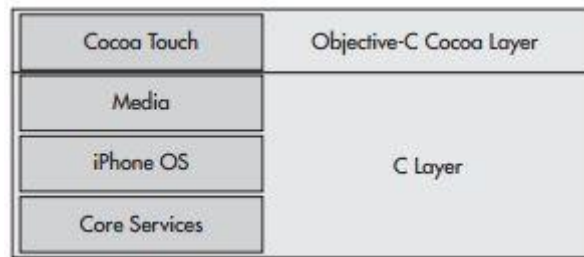 Cocoa Touch
Objective-C Cocoa Layer
Media
iPhone OS
C Layer
Core Services